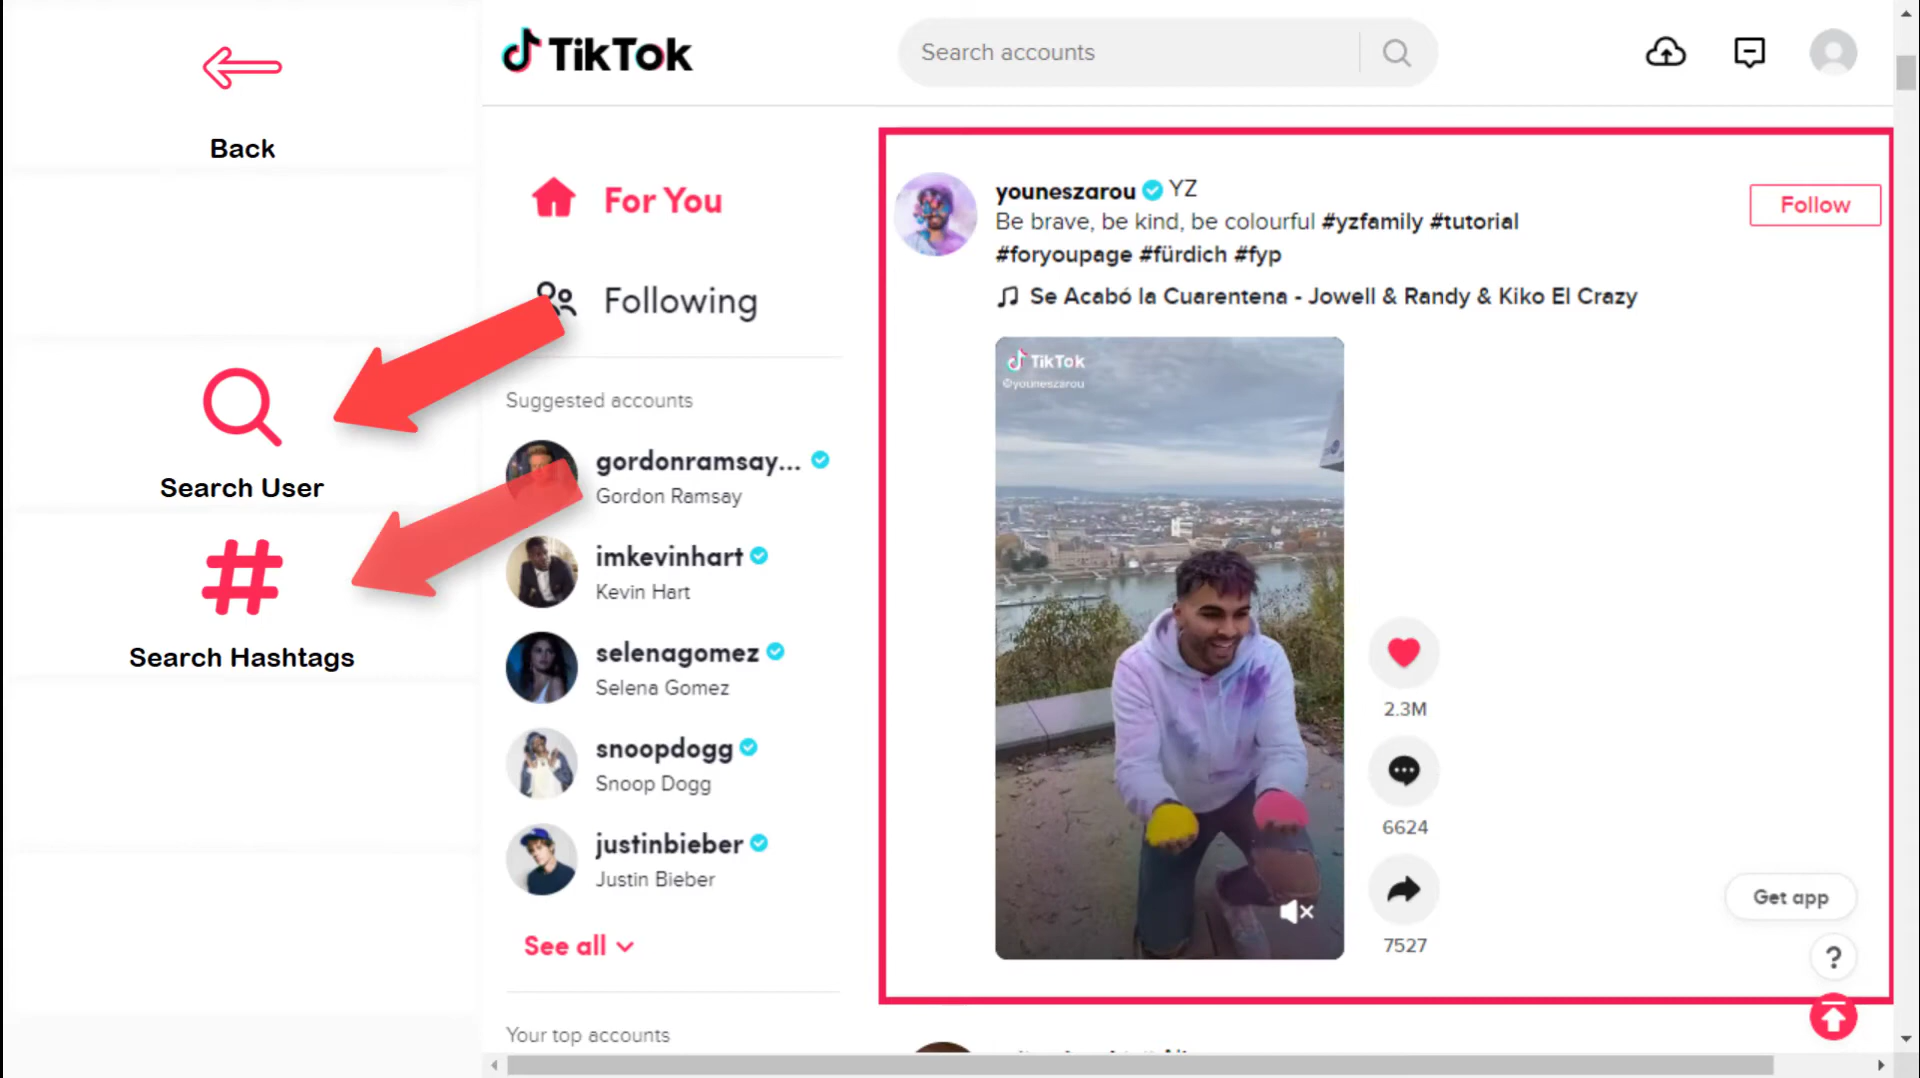 Back
Search User
Search Hashtags
TikTok
Search accounts
For You
Following
Suggested accounts
gordonramsay...
Gordon Ramsay
imkevinhart
Kevin Hart
selenagomez
Selena Gomez
snoopdogg
Snoop Dogg
justinbieber
Justin Bieber
See all
Your top accounts
youneszarou YZ
Follow
Be brave, be kind, be colourful #yzfamily #tutorial
#foryoupage #fürdich #fyp
Se Acabó la Cuarentena - Jowell & Randy & Kiko El Crazy
TikTok
@youneszarou
2.3M
6624
7527
Get app
?